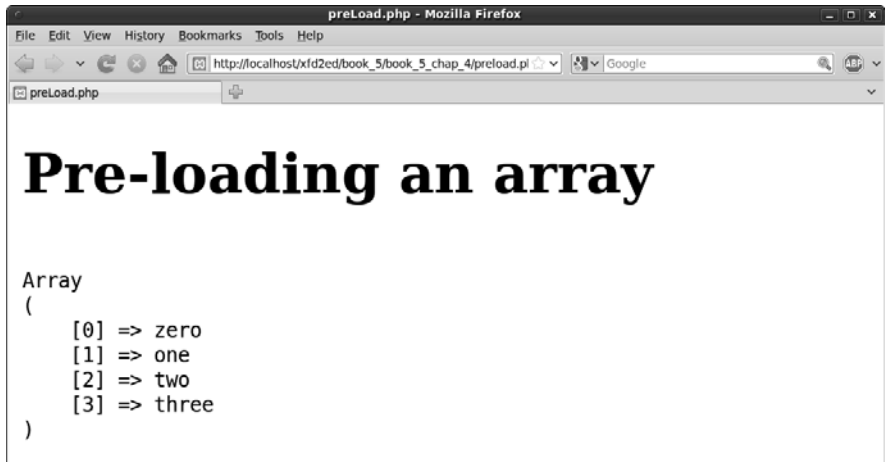 preLoad.php - Mozilla Firefox
File Edit View History Bookmarks Tools Help
http://localhost/xfd2ed/book_5/book_5_chap_4/preload.pl
Google
ABP
preLoad.php
Pre-loading an array
Array
(
[0] => zero
[1] => one
[2] => two
[3] => three
)